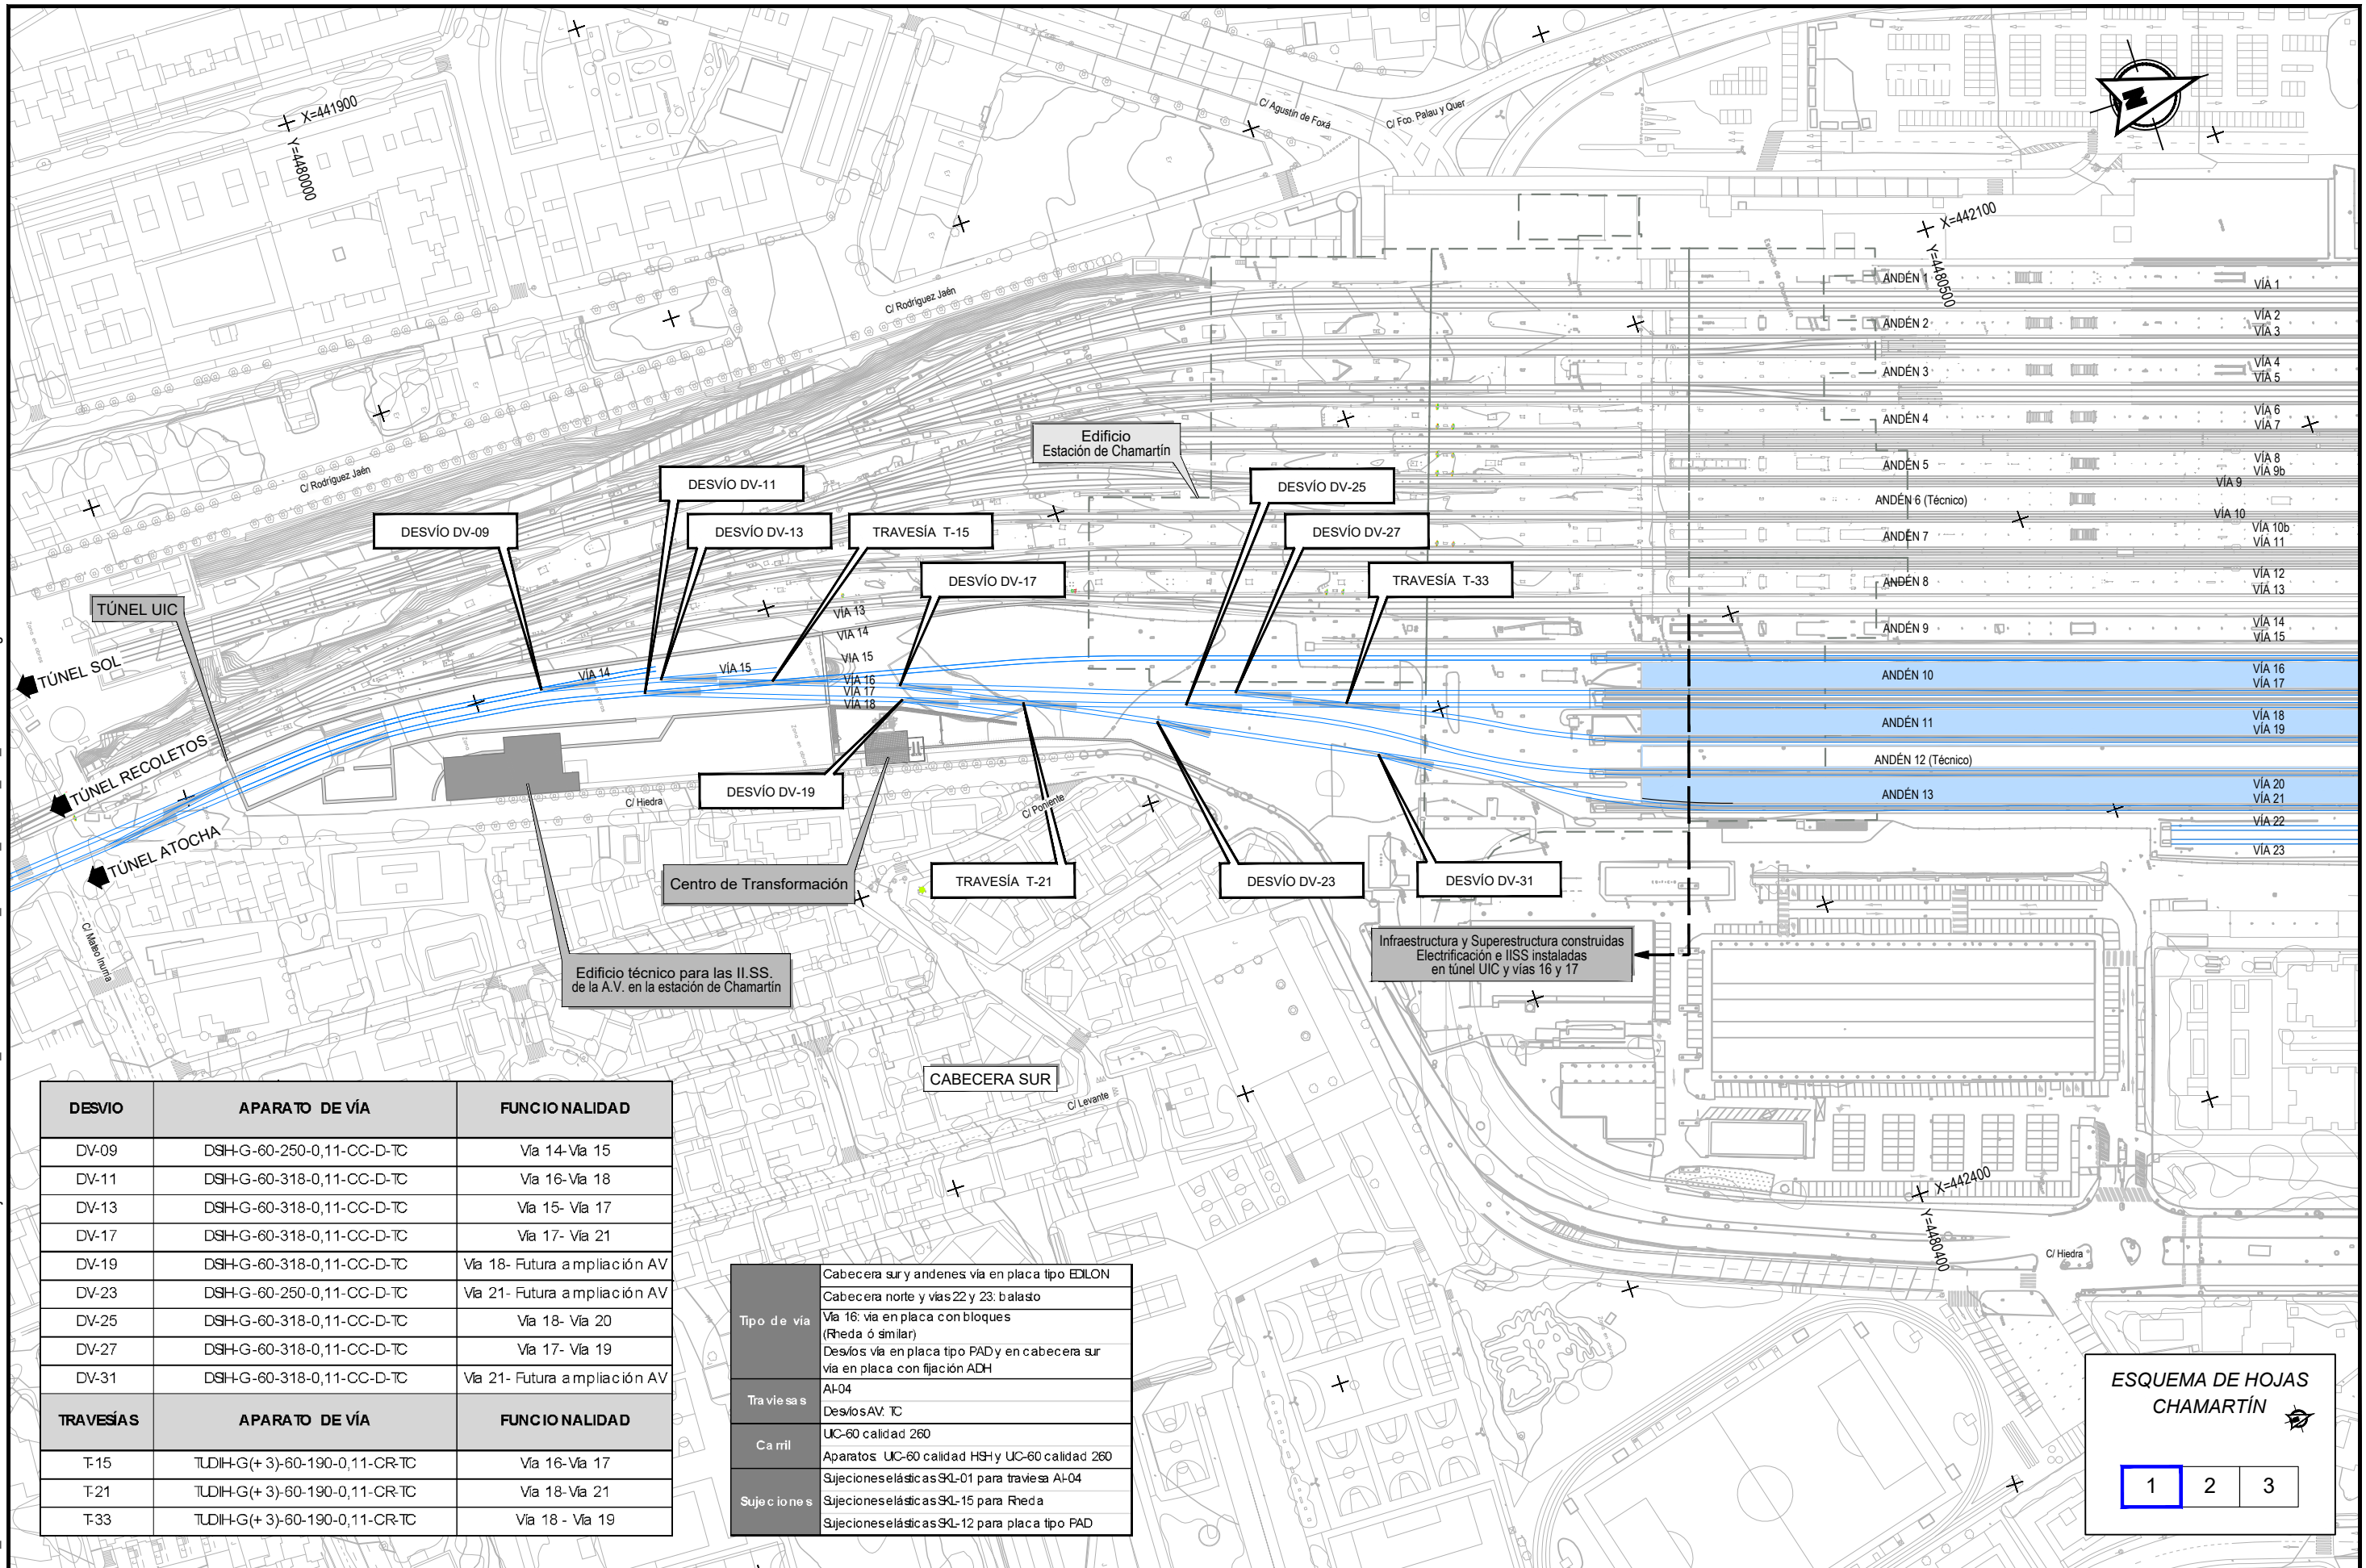 X=441900
Y=4480000
C/ Agustín de Foxá
C/ Fco. Palau y Quer
N
X=442100
Y=4480500
C/ Rodríguez Jaén
C/ Rodríguez Jaén
Estación de Chamartín
ANDÉN 1
VÍA 1
ANDÉN 2
VÍA 2
VÍA 3
ANDÉN 3
VÍA 4
VÍA 5
ANDÉN 4
VÍA 6
VÍA 7
ANDÉN 5
VÍA 8
VÍA 9b
VÍA 9
ANDÉN 6 (Técnico)
VÍA 10
VÍA 10b
ANDÉN 7
VÍA 11
ANDÉN 8
VÍA 12
VÍA 13
ANDÉN 9
VÍA 14
VÍA 15
ANDÉN 10
VÍA 16
VÍA 17
ANDÉN 11
VÍA 18
VÍA 19
ANDÉN 12 (Técnico)
ANDÉN 13
VÍA 20
VÍA 21
VÍA 22
VÍA 23
Edificio
Estación de Chamartín
DESVÍO DV-11
DESVÍO DV-25
DESVÍO DV-09
DESVÍO DV-13
TRAVESÍA T-15
DESVÍO DV-27
DESVÍO DV-17
TRAVESÍA T-33
TÚNEL UIC
VÍA 13
VÍA 14
VÍA 15
VÍA 16
VÍA 17
VÍA 18
VÍA 14
VÍA 15
TÚNEL SOL
TÚNEL RECOLETOS
TÚNEL ATOCHA
DESVÍO DV-19
C/ Hiedra
C/ Poniente
C/ Mateo Inurria
Centro de Transformación
TRAVESÍA T-21
DESVÍO DV-23
DESVÍO DV-31
Edificio técnico para las II.SS.
de la A.V. en la estación de Chamartín
Infraestructura y Superestructura construidas
Electrificación e IISS instaladas
en túnel UIC y vías 16 y 17
CABECERA SUR
C/ Levante
X=442400
Y=4480400
C/ Hiedra
DESVIO APARATO DE VÍA FUNCIONALIDAD
DV-09 DSIH-G-60-250-0,11-CC-D-TC Vía 14-Vía 15
DV-11 DSIH-G-60-318-0,11-CC-D-TC Vía 16-Vía 18
DV-13 DSIH-G-60-318-0,11-CC-D-TC Vía 15- Vía 17
DV-17 DSIH-G-60-318-0,11-CC-D-TC Vía 17- Vía 21
DV-19 DSIH-G-60-318-0,11-CC-D-TC Vía 18- Futura ampliación AV
DV-23 DSIH-G-60-250-0,11-CC-D-TC Vía 21- Futura ampliación AV
DV-25 DSIH-G-60-318-0,11-CC-D-TC Vía 18- Vía 20
DV-27 DSIH-G-60-318-0,11-CC-D-TC Vía 17- Vía 19
DV-31 DSIH-G-60-318-0,11-CC-D-TC Vía 21- Futura ampliación AV
TRAVESÍAS APARATO DE VÍA FUNCIONALIDAD
T-15 TUDIH-G(+3)-60-190-0,11-CR-TC Vía 16-Vía 17
T-21 TUDIH-G(+3)-60-190-0,11-CR-TC Vía 18-Vía 21
T-33 TUDIH-G(+3)-60-190-0,11-CR-TC Vía 18 - Vía 19
Tipo de vía
Cabecera sur y andenes: vía en placa tipo EDILON
Cabecera norte y vías 22 y 23: balasto
Vía 16: vía en placa con bloques
(Rheda ó similar)
Desvíos: vía en placa tipo PAD y en cabecera sur
vía en placa con fijación ADH
Traviesas
AI-04
Desvíos AV: TC
Carril
UIC-60 calidad 260
Aparatos: UIC-60 calidad HSH y UIC-60 calidad 260
Sujeciones
Sujeciones elásticas SKL-01 para traviesa AI-04
Sujeciones elásticas SKL-15 para Rheda
Sujeciones elásticas SKL-12 para placa tipo PAD
ESQUEMA DE HOJAS
CHAMARTÍN
1 2 3